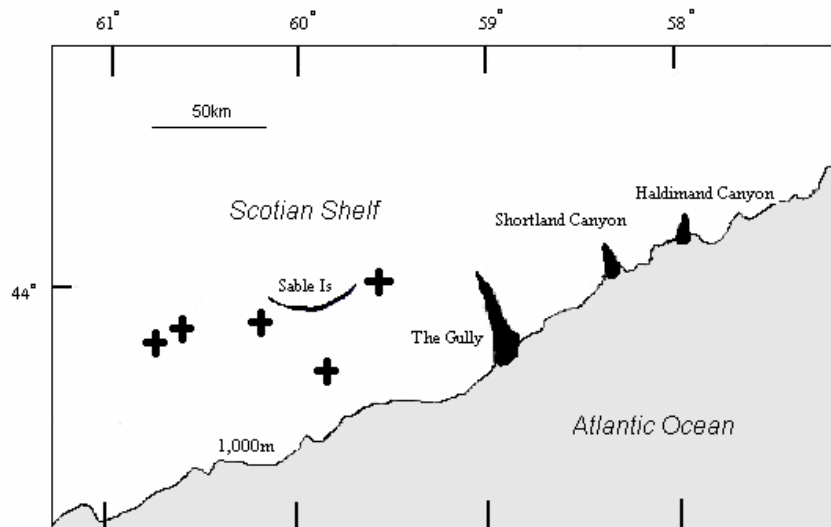 61° 60° 59° 58°
50km
Haldimand Canyon
Scotian Shelf
Shortland Canyon
Sable Is
44°
The Gully
Atlantic Ocean
1,000m